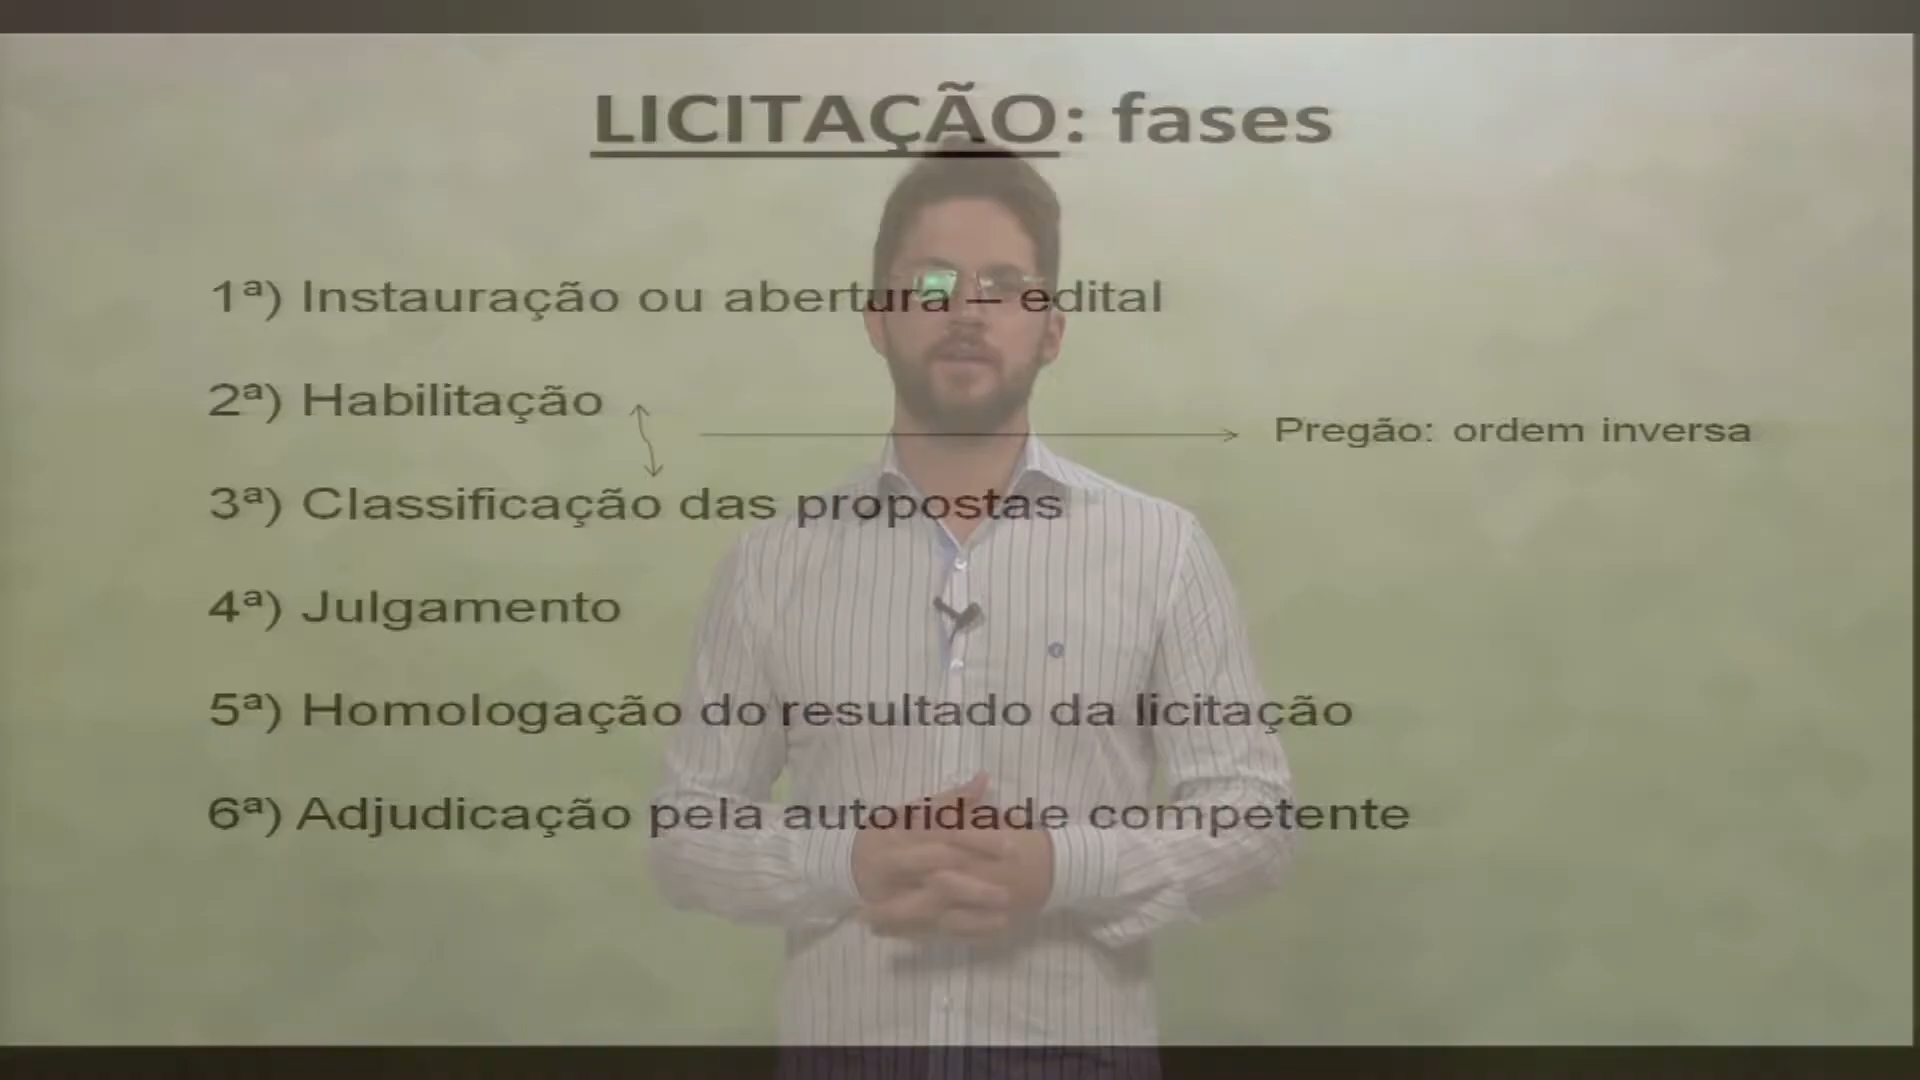 LICITAÇÃO: fases
1ª) Instauração ou abertura – edital
2ª) Habilitação
Pregão: ordem inversa
3ª) Classificação das propostas
4ª) Julgamento
5ª) Homologação do resultado da licitação
6ª) Adjudicação pela autoridade competente